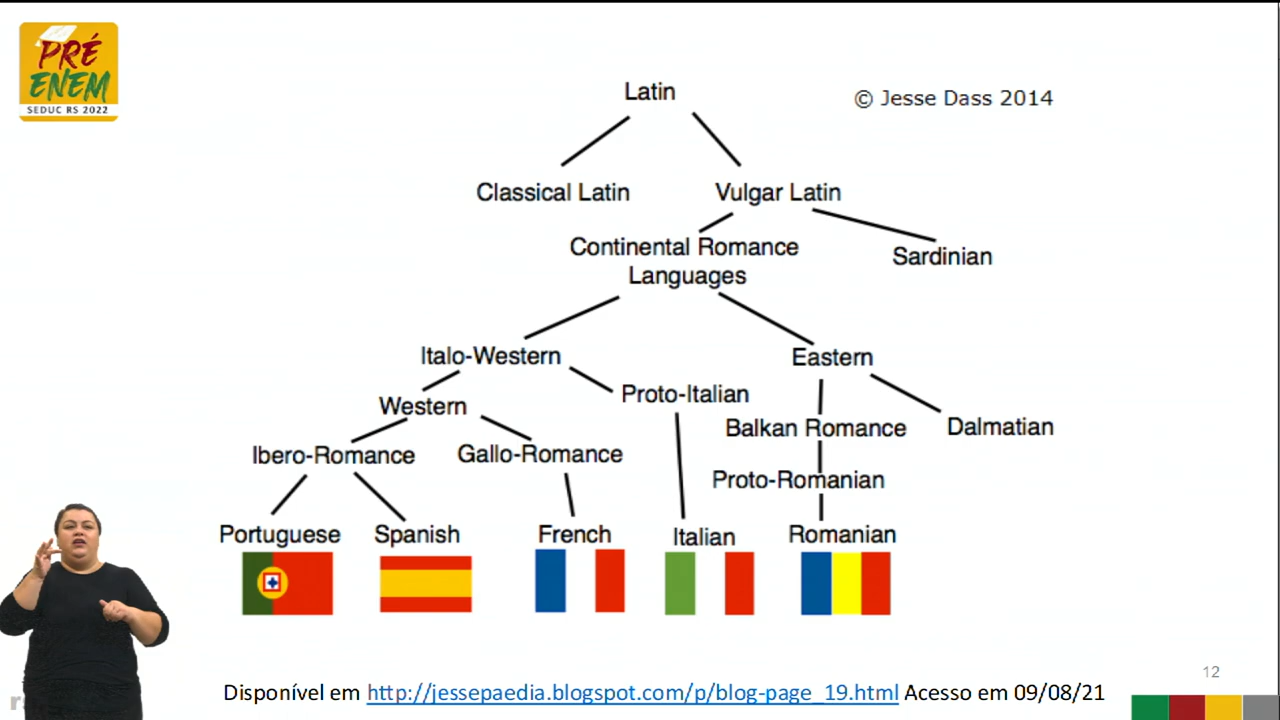 PRÉ
ENEM
SEDUC RS 2022
Latin
© Jesse Dass 2014
Classical Latin
Vulgar Latin
Continental Romance
Languages
Sardinian
Italo-Western
Eastern
Proto-Italian
Western
Balkan Romance
Dalmatian
Ibero-Romance
Gallo-Romance
Proto-Romanian
Portuguese
Spanish
French
Italian
Romanian
12
Disponível em http://jessepaedia.blogspot.com/p/blog-page_19.html Acesso em 09/08/21